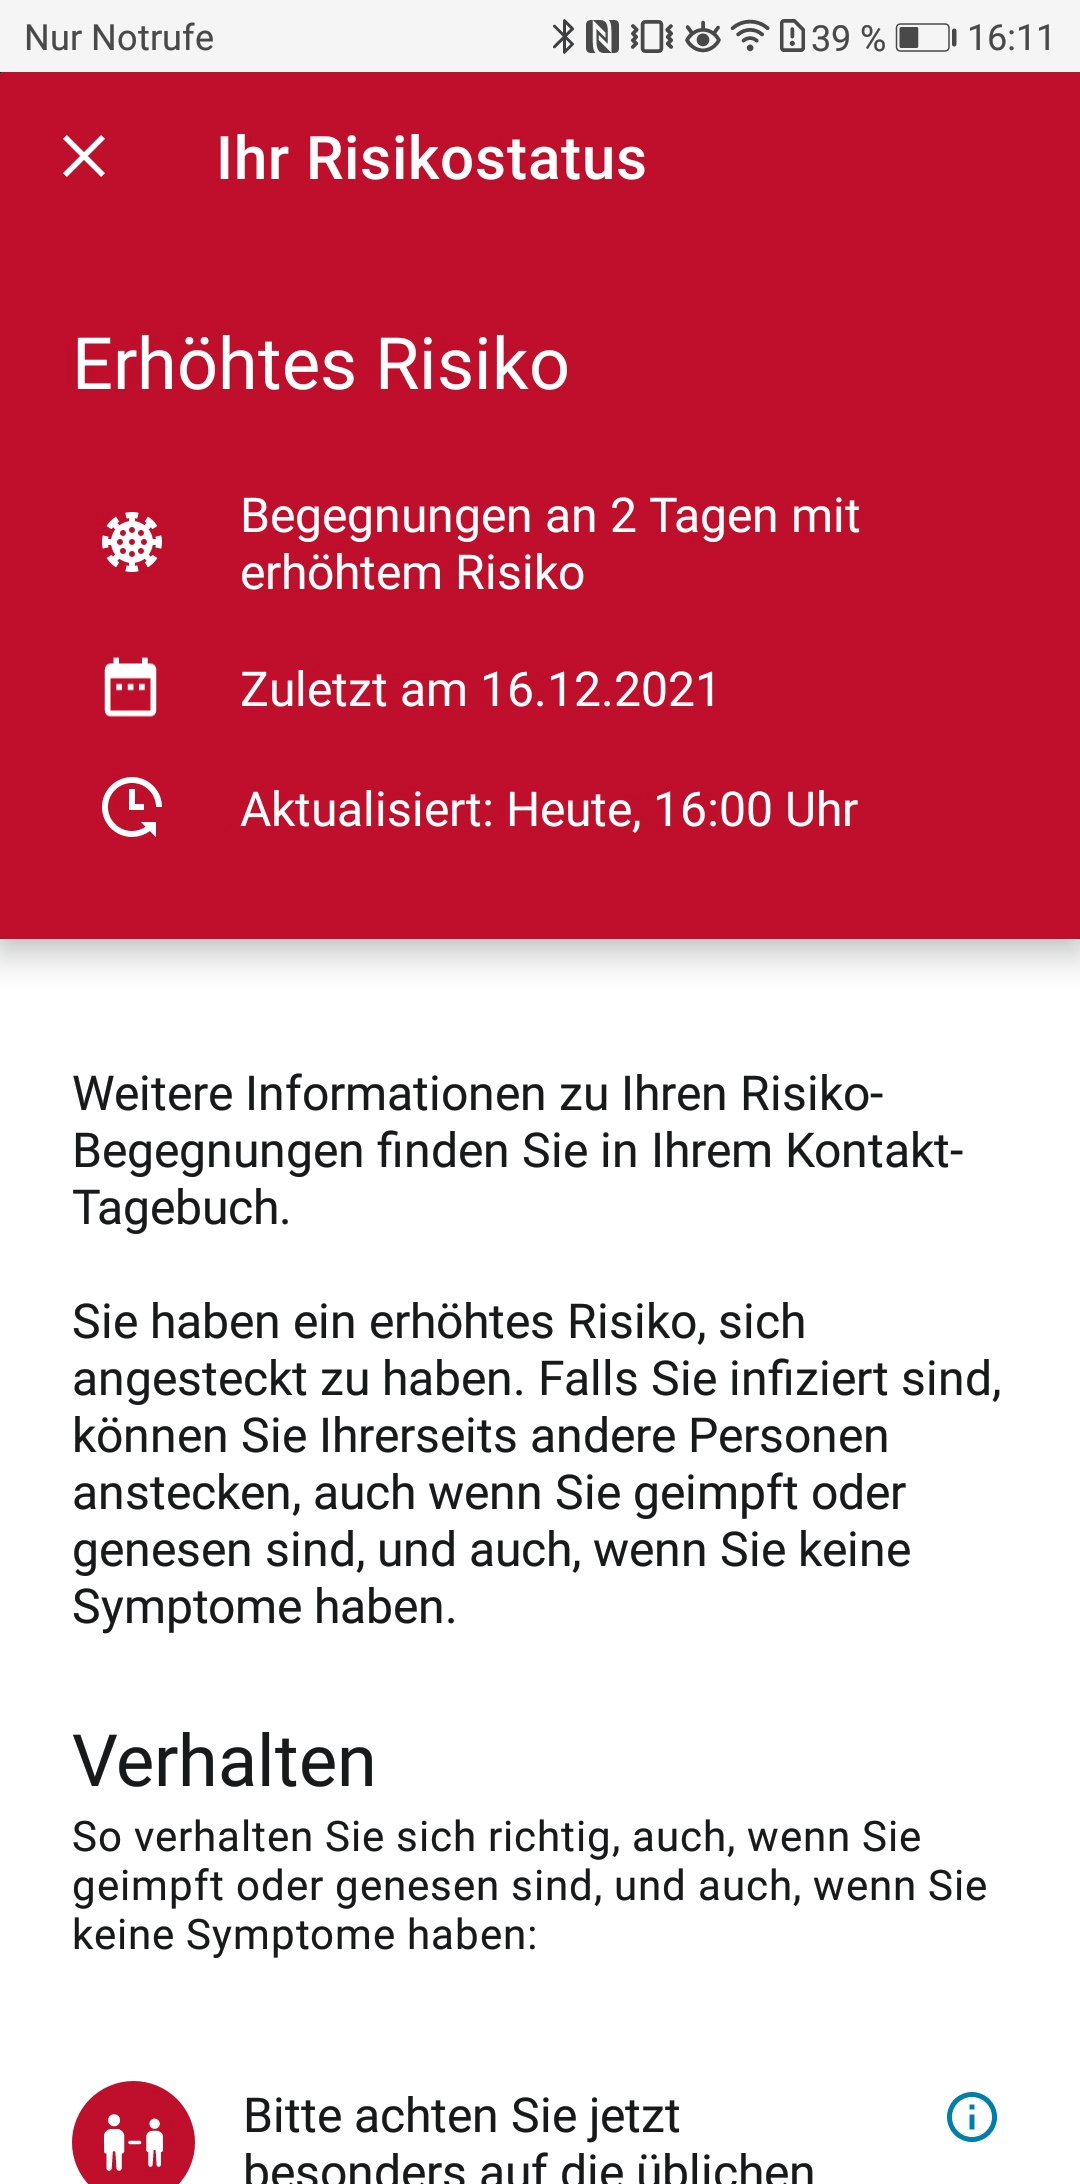 Nur Notrufe 39 % 16:11
Ihr Risikostatus
Erhöhtes Risiko
Begegnungen an 2 Tagen mit
erhöhtem Risiko
Zuletzt am 16.12.2021
Aktualisiert: Heute, 16:00 Uhr
Weitere Informationen zu Ihren Risiko-
Begegnungen finden Sie in Ihrem Kontakt-
Tagebuch.
Sie haben ein erhöhtes Risiko, sich
angesteckt zu haben. Falls Sie infiziert sind,
können Sie Ihrerseits andere Personen
anstecken, auch wenn Sie geimpft oder
genesen sind, und auch, wenn Sie keine
Symptome haben.
Verhalten
So verhalten Sie sich richtig, auch, wenn Sie
geimpft oder genesen sind, und auch, wenn Sie
keine Symptome haben:
Bitte achten Sie jetzt
besonders auf die üblichen